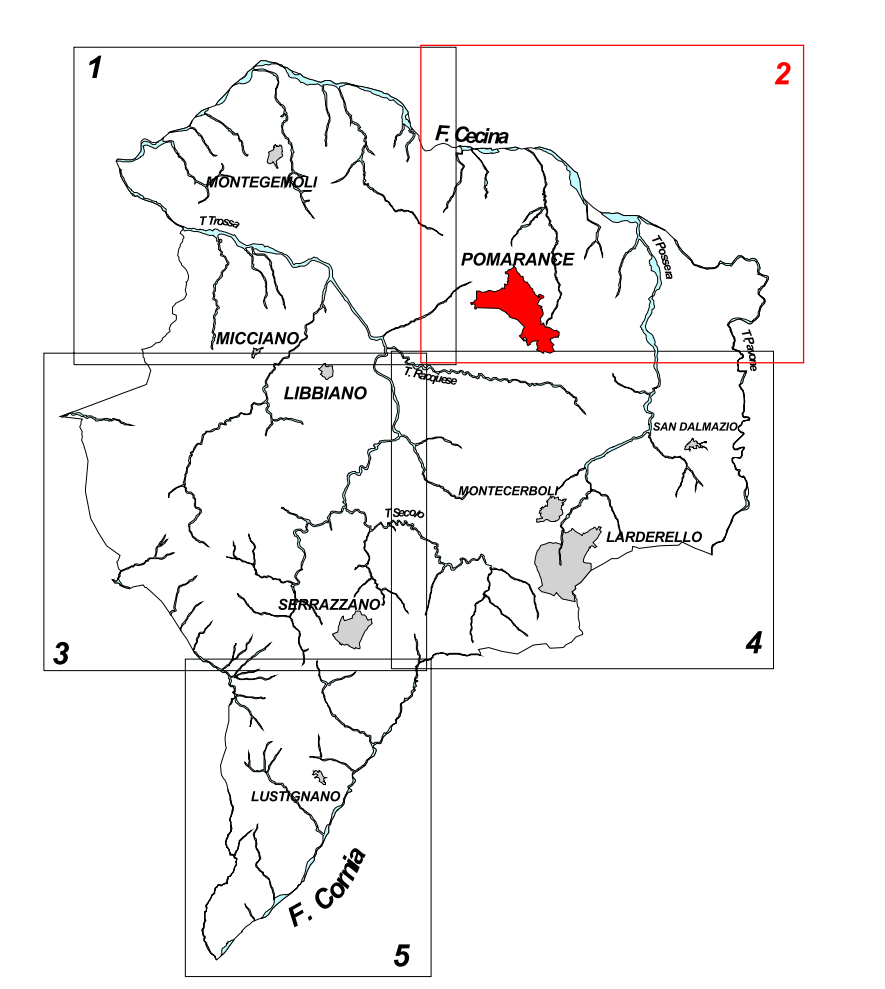 1
2
F. Cecina
MONTEGEMOLI
T Trossa
T Possera
POMARANCE
MICCIANO
T. Pavone
T. Racquese
LIBBIANO
SAN DALMAZIO
MONTECERBOLI
T Secolo
LARDERELLO
SERRAZZANO
3
4
LUSTIGNANO
F. Cornia
5